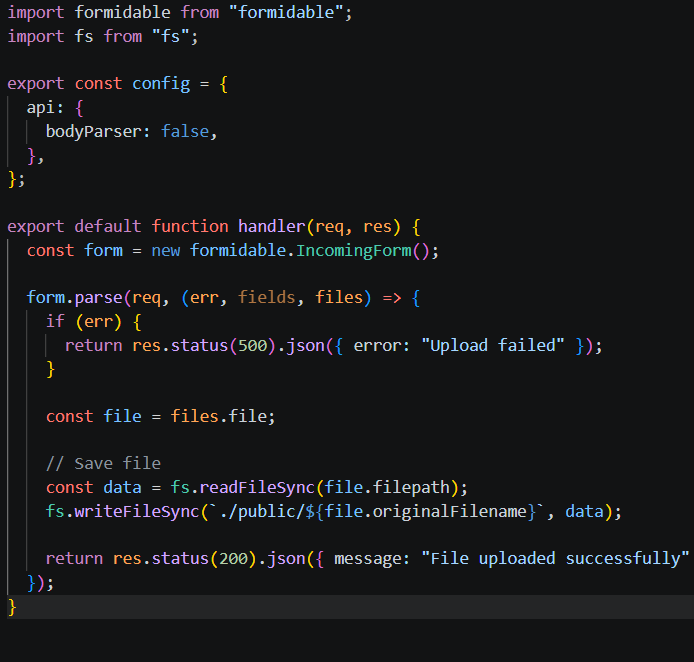 import formidable from "formidable";
import fs from "fs";

export const config = {
  api: {
    bodyParser: false,
  },
};

export default function handler(req, res) {
  const form = new formidable.IncomingForm();

  form.parse(req, (err, fields, files) => {
    if (err) {
      return res.status(500).json({ error: "Upload failed" });
    }

    const file = files.file;

    // Save file
    const data = fs.readFileSync(file.filepath);
    fs.writeFileSync(`./public/${file.originalFilename}`, data);

    return res.status(200).json({ message: "File uploaded successfully"
  });
}